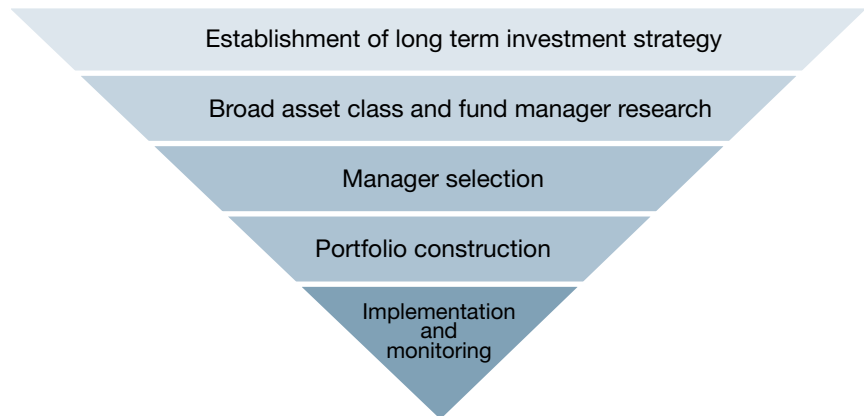 Establishment of long term investment strategy
Broad asset class and fund manager research
Manager selection
Portfolio construction
Implementation
and
monitoring